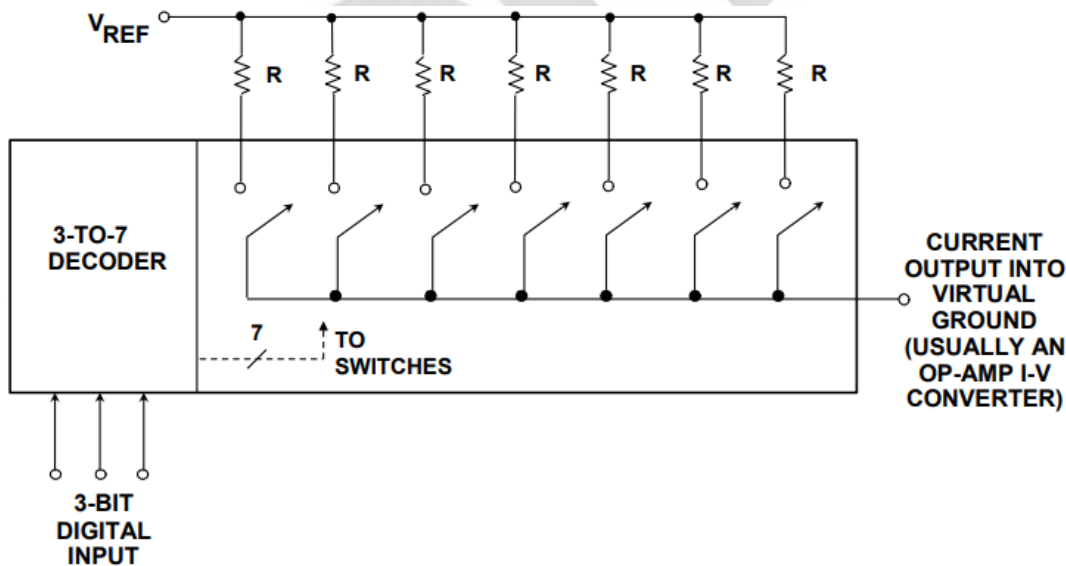 VREF
R R R R R R R
3-TO-7
DECODER
7
TO
SWITCHES
CURRENT
OUTPUT INTO
VIRTUAL
GROUND
(USUALLY AN
OP-AMP I-V
CONVERTER)
3-BIT
DIGITAL
INPUT